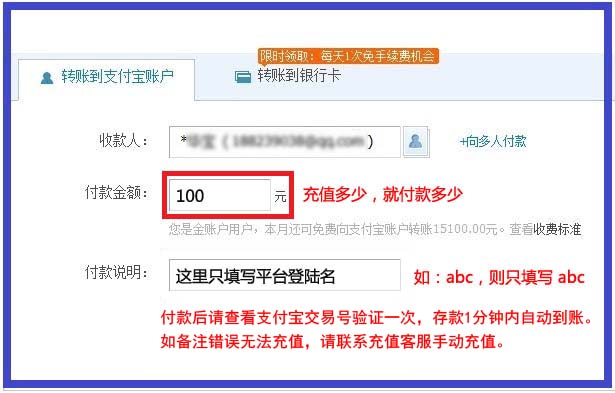 限时领取：每天1次免手续费机会
转账到支付宝账户 转账到银行卡
收款人： * ) +向多人付款
付款金额： 100 元 充值多少，就付款多少
您是金账户用户，本月还可免费向支付宝账户转账15100.00元。查看收费标准
付款说明： 这里只填写平台登陆名 如：abc，则只填写 abc
付款后请查看支付宝交易号验证一次，存款1分钟内自动到账。
如备注错误无法充值，请联系充值客服手动充值。